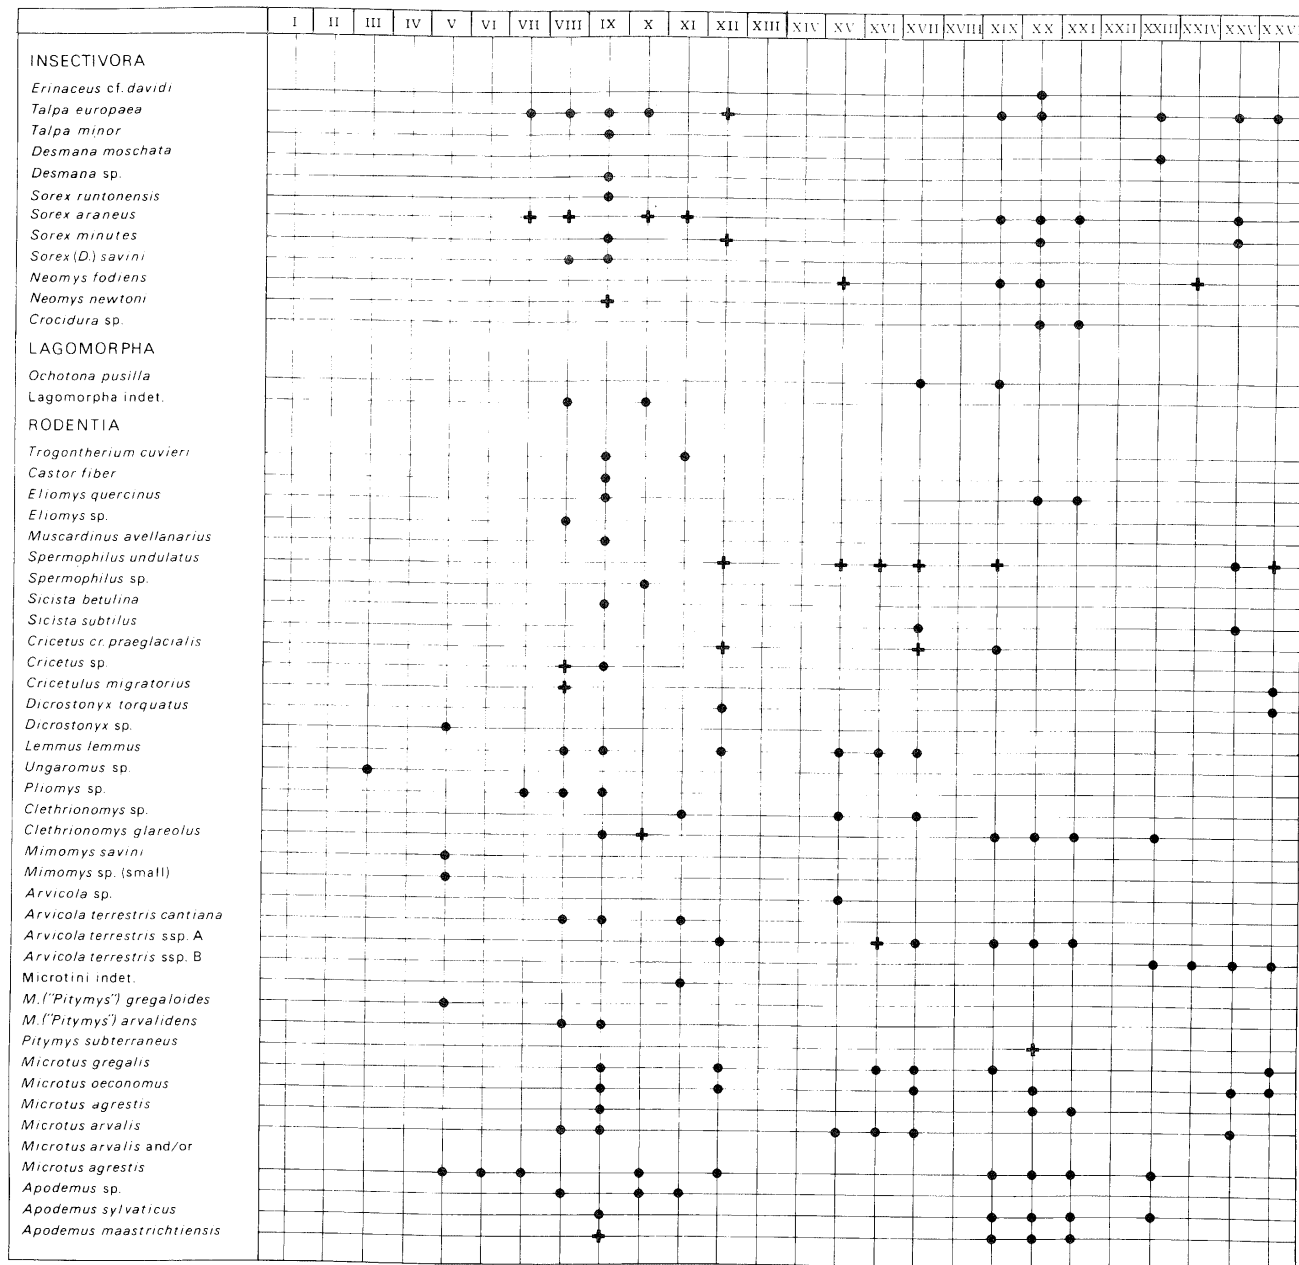 I II III IV V VI VII VIII IX X XI XII XIII XIV XV XVI XVII XVIII XIX XX XXI XXII XXIII XXIV XXV XXVI
INSECTIVORA
Erinaceus cf. davidi
Talpa europaea
Talpa minor
Desmana moschata
Desmana sp.
Sorex runtonensis
Sorex araneus
Sorex minutes
Sorex (D.) savini
Neomys fodiens
Neomys newtoni
Crocidura sp.
LAGOMORPHA
Ochotona pusilla
Lagomorpha indet.
RODENTIA
Trogontherium cuvieri
Castor fiber
Eliomys quercinus
Eliomys sp.
Muscardinus avellanarius
Spermophilus undulatus
Spermophilus sp.
Sicista betulina
Sicista subtilus
Cricetus cr. praeglacialis
Cricetus sp.
Cricetulus migratorius
Dicrostonyx torquatus
Dicrostonyx sp.
Lemmus lemmus
Ungaromus sp.
Pliomys sp.
Clethrionomys sp.
Clethrionomys glareolus
Mimomys savini
Mimomys sp. (small)
Arvicola sp.
Arvicola terrestris cantiana
Arvicola terrestris ssp. A
Arvicola terrestris ssp. B
Microtini indet.
M. ("Pitymys") gregaloides
M. ("Pitymys") arvalidens
Pitymys subterraneus
Microtus gregalis
Microtus oeconomus
Microtus agrestis
Microtus arvalis
Microtus arvalis and/or
Microtus agrestis
Apodemus sp.
Apodemus sylvaticus
Apodemus maastrichtiensis